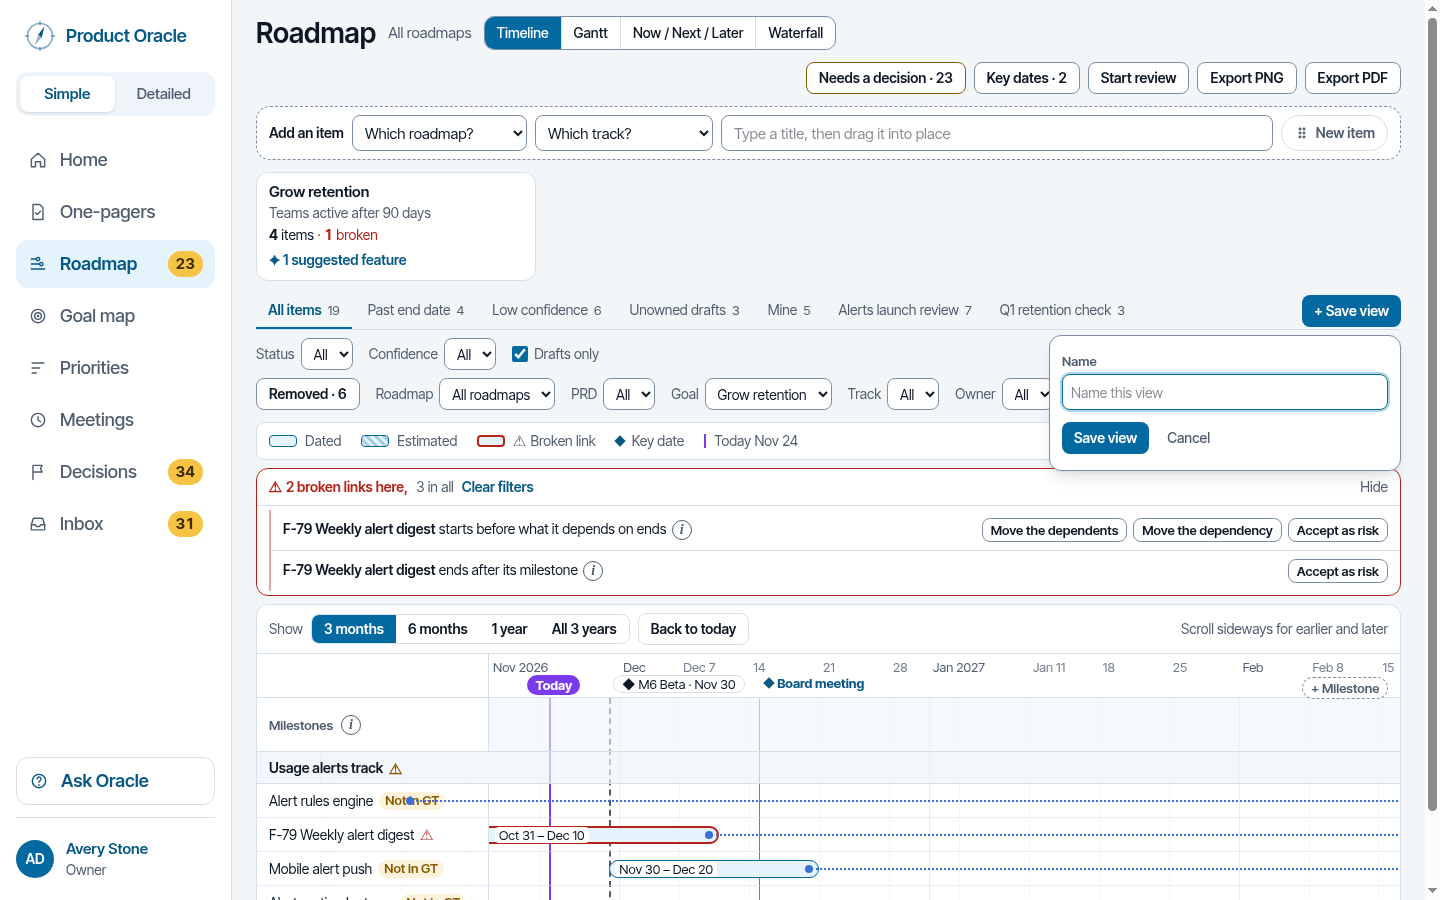 Product Oracle
Simple
Detailed
Home
One-pagers
Roadmap 23
Goal map
Priorities
Meetings
Decisions 34
Inbox 31
Ask Oracle
AD
Avery Stone
Owner
Roadmap All roadmaps Timeline Gantt Now / Next / Later Waterfall
Needs a decision · 23 Key dates · 2 Start review Export PNG Export PDF
Add an item Which roadmap? Which track? Type a title, then drag it into place New item
Grow retention
Teams active after 90 days
4 items · 1 broken
1 suggested feature
All items 19 Past end date 4 Low confidence 6 Unowned drafts 3 Mine 5 Alerts launch review 7 Q1 retention check 3 + Save view
Status All Confidence All Drafts only
Removed · 6 Roadmap All roadmaps PRD All Goal Grow retention Track All Owner All
Name
Name this view
Save view Cancel
Dated Estimated Broken link Key date Today Nov 24
2 broken links here, 3 in all Clear filters Hide
F-79 Weekly alert digest starts before what it depends on ends i Move the dependents Move the dependency Accept as risk
F-79 Weekly alert digest ends after its milestone i Accept as risk
Show 3 months 6 months 1 year All 3 years Back to today Scroll sideways for earlier and later
Nov 2026 Dec Dec 7 14 21 28 Jan 2027 Jan 11 18 25 Feb Feb 8 15
Today M6 Beta · Nov 30 Board meeting + Milestone
Milestones i
Usage alerts track
Alert rules engine Not in GT
F-79 Weekly alert digest Oct 31 – Dec 10
Mobile alert push Not in GT Nov 30 – Dec 20